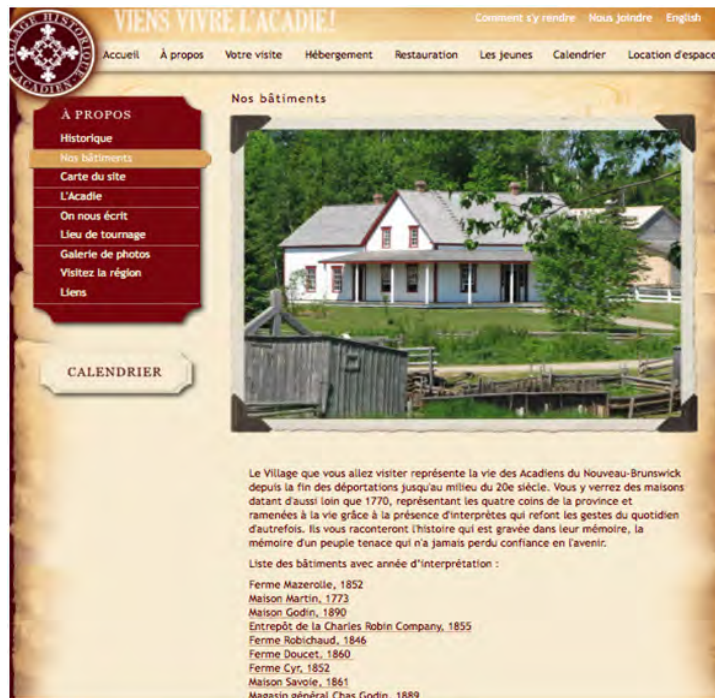 VIENS VIVRE L'ACADIE!
Comment s'y rendre Nous joindre English
VILLAGE HISTORIQUE ACADIEN
Accueil À propos Votre visite Hébergement Restauration Les jeunes Calendrier Location d'espace
À PROPOS
Historique
Nos bâtiments
Carte du site
L'Acadie
On nous écrit
Lieu de tournage
Galerie de photos
Visitez la région
Liens
CALENDRIER
Nos bâtiments
Le Village que vous allez visiter représente la vie des Acadiens du Nouveau-Brunswick
depuis la fin des déportations jusqu'au milieu du 20e siècle. Vous y verrez des maisons
datant d'aussi loin que 1770, représentant les quatre coins de la province et
ramenées à la vie grâce à la présence d'interprètes qui refont les gestes du quotidien
d'autrefois. Ils vous raconteront l'histoire qui est gravée dans leur mémoire, la
mémoire d'un peuple tenace qui n'a jamais perdu confiance en l'avenir.
Liste des bâtiments avec année d'interprétation :
Ferme Mazerolle, 1852
Maison Martin, 1773
Maison Godin, 1890
Entrepôt de la Charles Robin Company, 1855
Ferme Robichaud, 1846
Ferme Doucet, 1860
Ferme Cyr, 1852
Maison Savoie, 1861
Magasin général Chas Godin, 1889